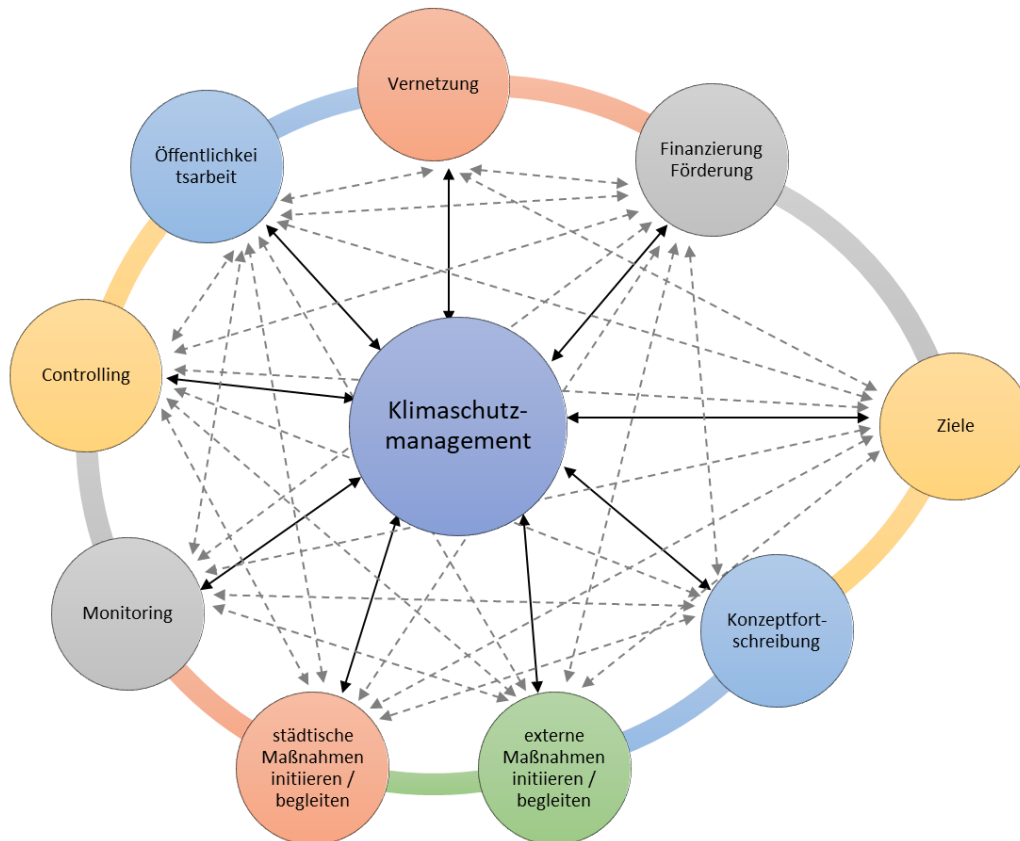 Vernetzung
Finanzierung
Förderung
Öffentlichkei
tsarbeit
Controlling
Klimaschutz-
management
Ziele
Monitoring
Konzeptfort-
schreibung
städtische
Maßnahmen
initiieren /
begleiten
externe
Maßnahmen
initiieren /
begleiten